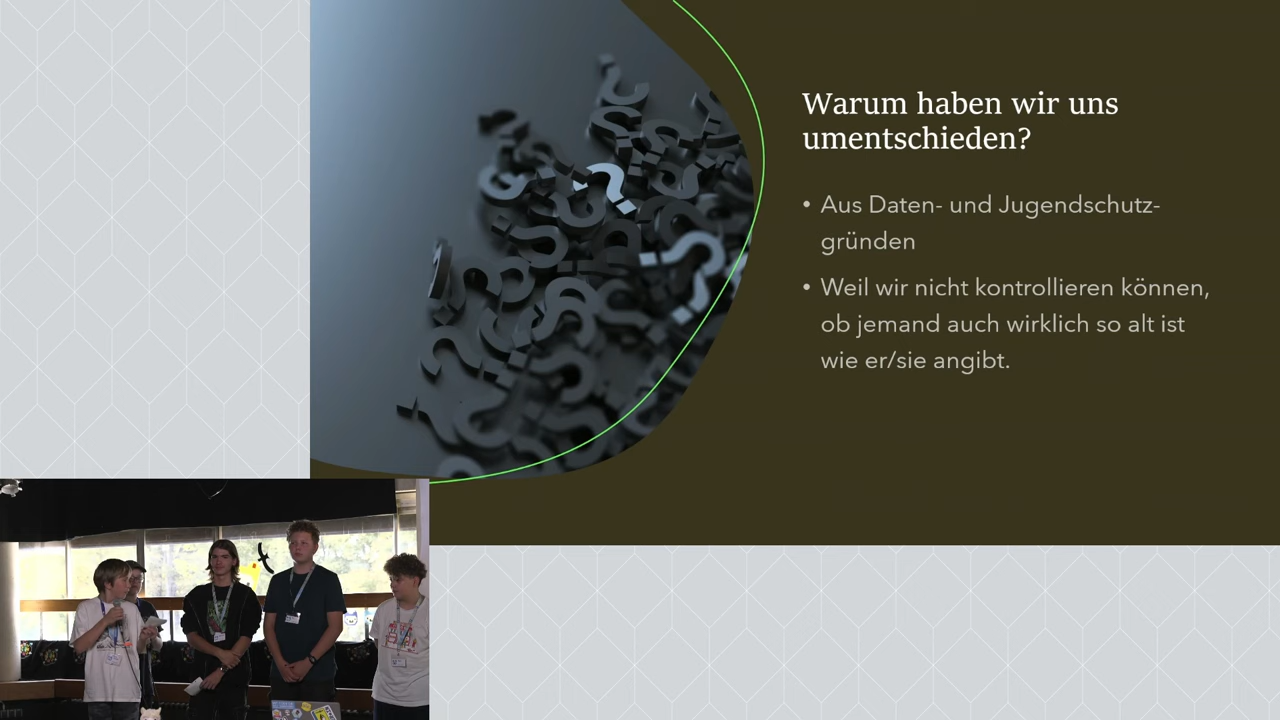 Warum haben wir uns
umentschieden?
• Aus Daten- und Jugendschutz-
gründen
• Weil wir nicht kontrollieren können,
ob jemand auch wirklich so alt ist
wie er/sie angibt.